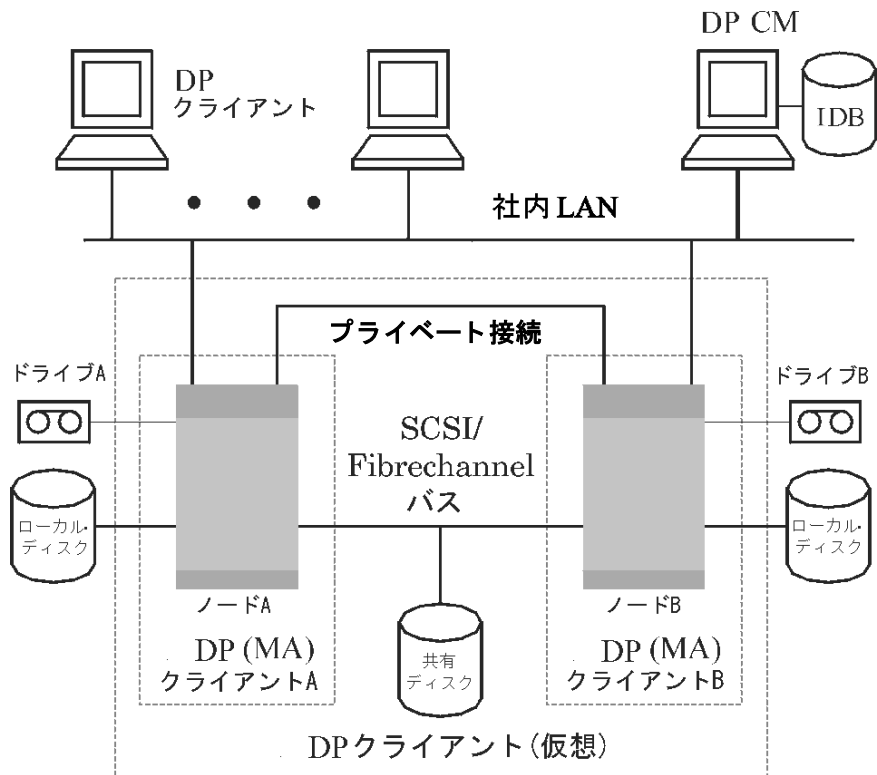 DP CM
DP
クライアント
IDB
社内 LAN
プライベート接続
ドライブA
ドライブB
SCSI/
Fibrechannel
バス
ローカル・
ディスク
ローカル・
ディスク
ノードA
ノードB
DP (MA)
クライアントA
共有
ディスク
DP (MA)
クライアントB
DPクライアント(仮想)